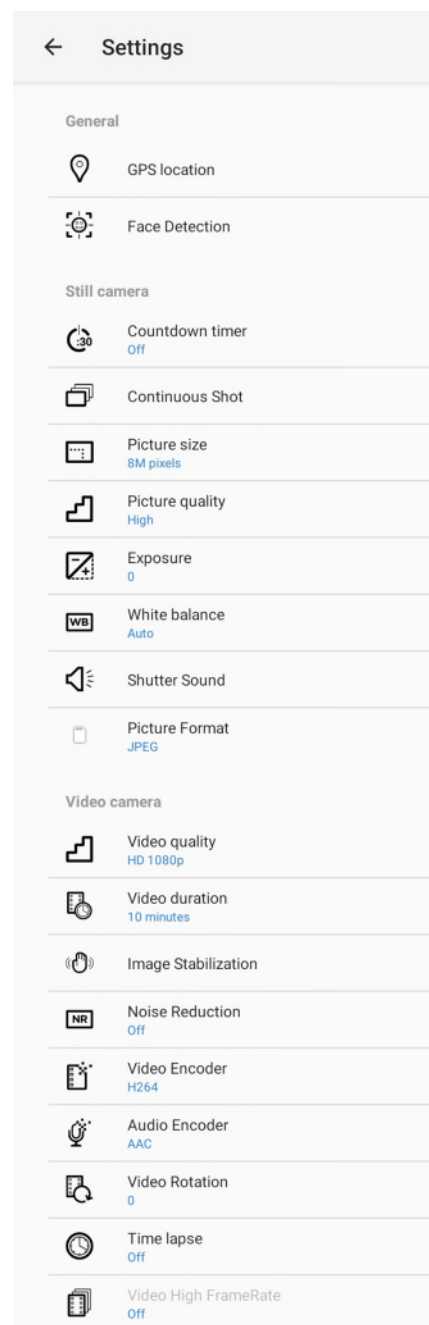 Settings
General
GPS location
Face Detection
Still camera
:30
Countdown timer
Off
Continuous Shot
Picture size
8M pixels
Picture quality
High
Exposure
0
WB
White balance
Auto
Shutter Sound
Picture Format
JPEG
Video camera
Video quality
HD 1080p
Video duration
10 minutes
Image Stabilization
NR
Noise Reduction
Off
Video Encoder
H264
Audio Encoder
AAC
Video Rotation
0
Time lapse
Off
Video High FrameRate
Off